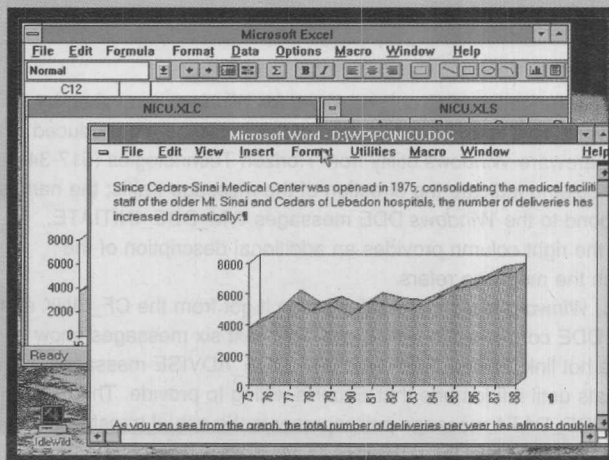 Microsoft Excel
File Edit Formula Format Data Options Macro Window Help
Normal
Σ B I
C12
NICU.XLC
NICU.XLS
Microsoft Word - D:\WP\PC\NICU.DOC
File Edit View Insert Format Utilities Macro Window Help
Since Cedars-Sinai Medical Center was opened in 1975, consolidating the medical faciliti
staff of the older Mt. Sinai and Cedars of Lebadon hospitals, the number of deliveries has
increased dramatically:¶
8000
6000
4000
2000
0
75
8000
6000
4000
2000
0
75 76 77 78 79 80 81 82 83 84 85 86 87 88
¶
As you can see from the graph, the total number of deliveries per year has almost double
Ready
IdleWild